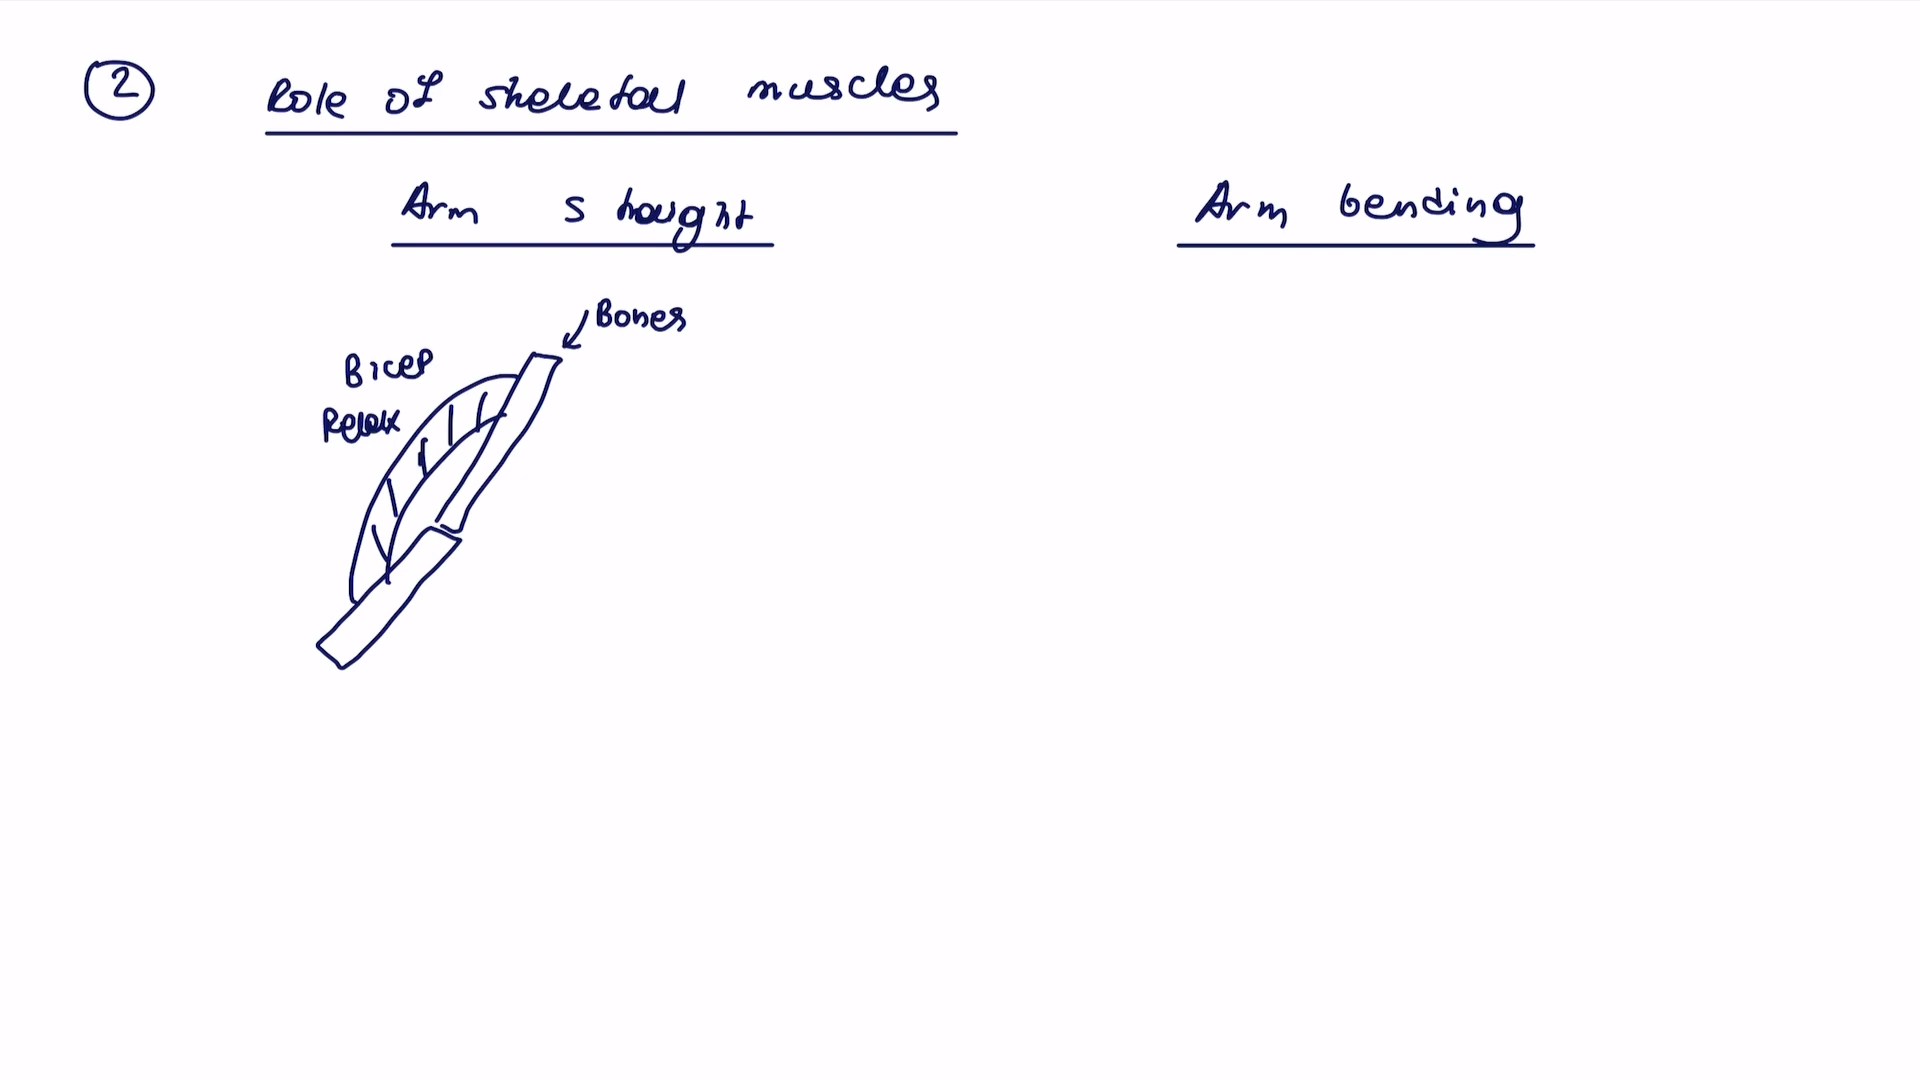 2 Role of skeletal muscles
Arm straight
Arm bending
Bones
Bicep
Relax